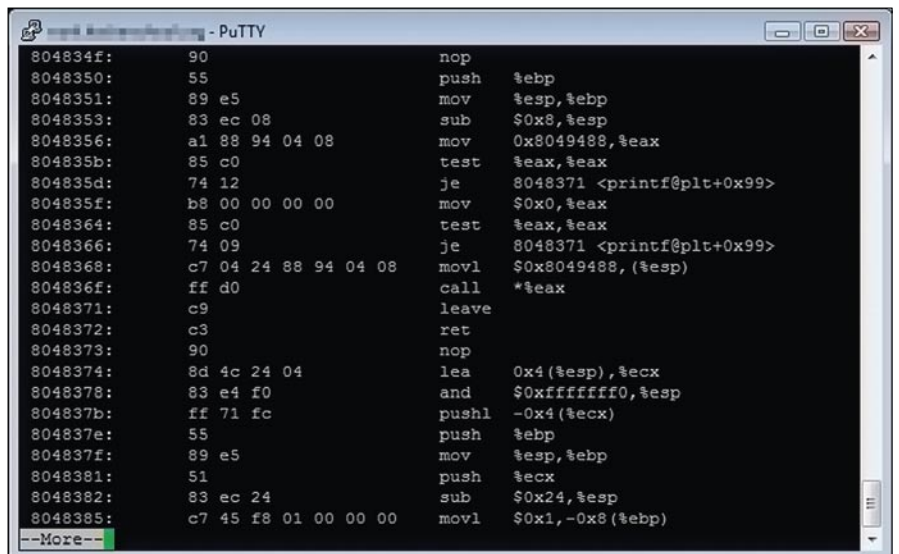 - PuTTY
804834f: 90 nop
8048350: 55 push %ebp
8048351: 89 e5 mov %esp,%ebp
8048353: 83 ec 08 sub $0x8,%esp
8048356: a1 88 94 04 08 mov 0x8049488,%eax
804835b: 85 c0 test %eax,%eax
804835d: 74 12 je 8048371 <printf@plt+0x99>
804835f: b8 00 00 00 00 mov $0x0,%eax
8048364: 85 c0 test %eax,%eax
8048366: 74 09 je 8048371 <printf@plt+0x99>
8048368: c7 04 24 88 94 04 08 movl $0x8049488,(%esp)
804836f: ff d0 call *%eax
8048371: c9 leave
8048372: c3 ret
8048373: 90 nop
8048374: 8d 4c 24 04 lea 0x4(%esp),%ecx
8048378: 83 e4 f0 and $0xfffffff0,%esp
804837b: ff 71 fc pushl -0x4(%ecx)
804837e: 55 push %ebp
804837f: 89 e5 mov %esp,%ebp
8048381: 51 push %ecx
8048382: 83 ec 24 sub $0x24,%esp
8048385: c7 45 f8 01 00 00 00 movl $0x1,-0x8(%ebp)
--More--